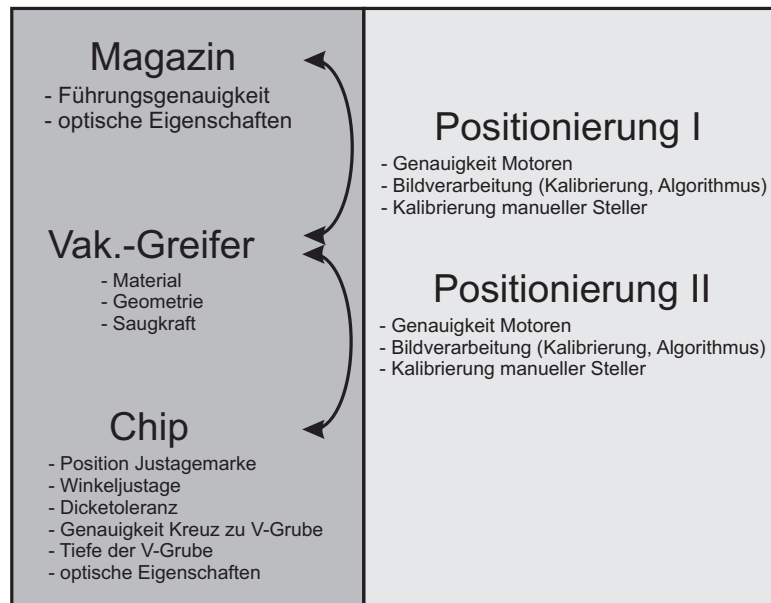 Magazin
- Führungsgenauigkeit
- optische Eigenschaften
Vak.-Greifer
- Material
- Geometrie
- Saugkraft
Chip
- Position Justagemarke
- Winkeljustage
- Dicketoleranz
- Genauigkeit Kreuz zu V-Grube
- Tiefe der V-Grube
- optische Eigenschaften
Positionierung I
- Genauigkeit Motoren
- Bildverarbeitung (Kalibrierung, Algorithmus)
- Kalibrierung manueller Steller
Positionierung II
- Genauigkeit Motoren
- Bildverarbeitung (Kalibrierung, Algorithmus)
- Kalibrierung manueller Steller